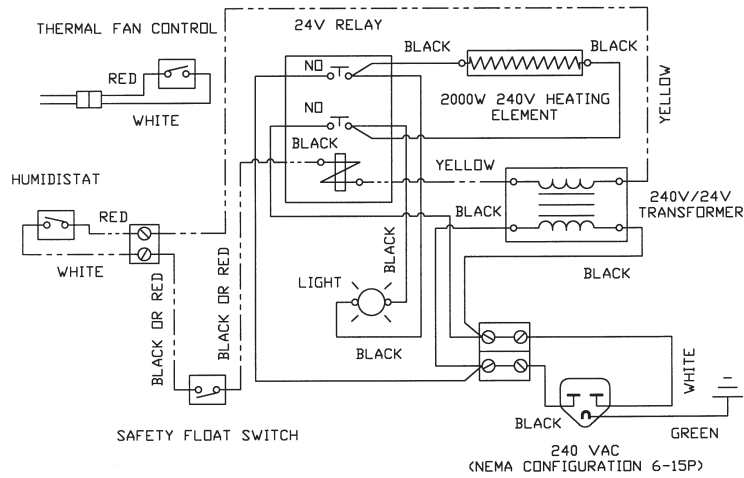 24V RELAY
THERMAL FAN CONTROL
BLACK
BLACK
NO
RED
2000W 240V HEATING
ELEMENT
YELLOW
NO
WHITE
BLACK
YELLOW
HUMIDISTAT
240V/24V
TRANSFORMER
RED
BLACK
WHITE
BLACK
BLACK
LIGHT
BLACK OR RED
BLACK OR RED
BLACK
WHITE
BLACK
GREEN
SAFETY FLOAT SWITCH
240 VAC
(NEMA CONFIGURATION 6-15P)